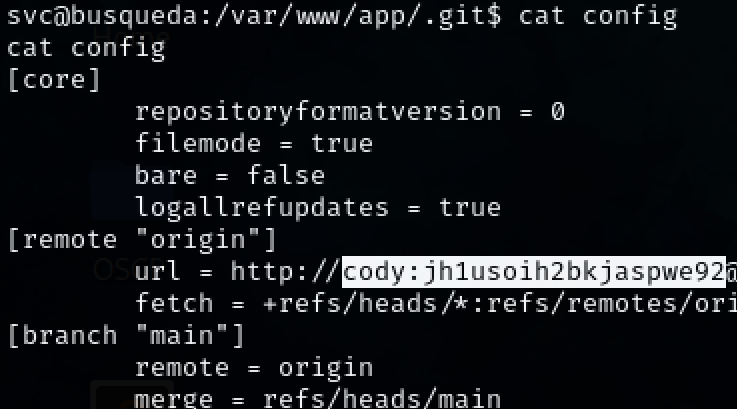 svc@busqueda:/var/www/app/.git$ cat config
cat config
[core]
        repositoryformatversion = 0
        filemode = true
        bare = false
        logallrefupdates = true
[remote "origin"]
        url = http://cody:jh1usoih2bkjaspwe92@
        fetch = +refs/heads/*:refs/remotes/ori
[branch "main"]
        remote = origin
        merge = refs/heads/main